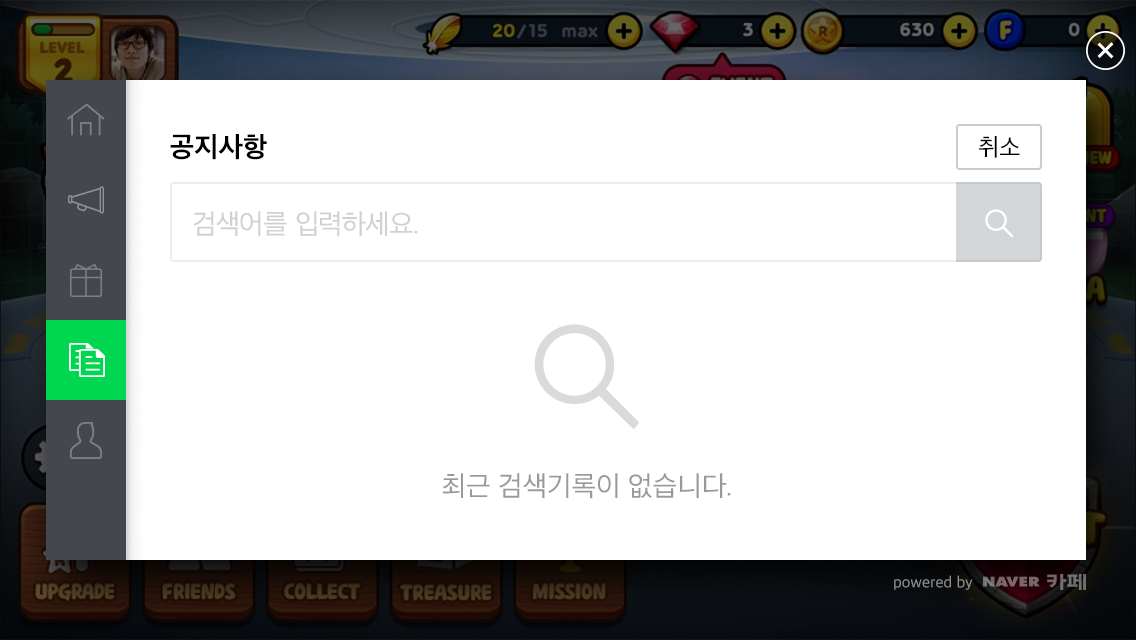 LEVEL
2
20/15 max
3
630
0
공지사항
취소
검색어를 입력하세요.
최근 검색기록이 없습니다.
UPGRADE
FRIENDS
COLLECT
TREASURE
MISSION
powered by NAVER 카페